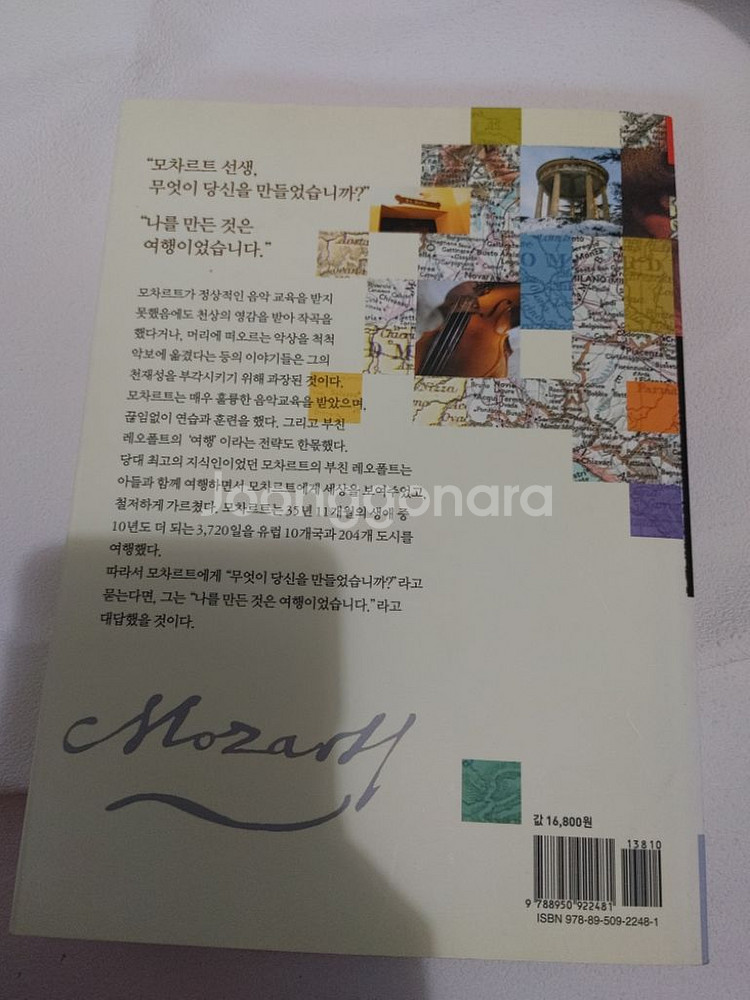 "모차르트 선생,
무엇이 당신을 만들었습니까?"
"나를 만든 것은
여행이었습니다."
모차르트가 정상적인 음악 교육을 받지
못했음에도 천상의 영감을 받아 작곡을
했다거나, 머리에 떠오르는 악상을 척척
악보에 옮겼다는 등의 이야기들은 그의
천재성을 부각시키기 위해 과장된 것이다.
모차르트는 매우 훌륭한 음악교육을 받았으며,
끊임없이 연습과 훈련을 했다. 그리고 부친
레오폴트의 '여행'이라는 전략도 한몫했다.
당대 최고의 지식인이었던 모차르트의 부친 레오폴트는
아들과 함께 여행하면서 모차르트에게 세상을 보여주었고,
철저하게 가르쳤다. 모차르트는 35년 11개월의 생애 중
10년도 더 되는 3,720일을 유럽 10개국과 204개 도시를
여행했다.
따라서 모차르트에게 "무엇이 당신을 만들었습니까?"라고
묻는다면, 그는 "나를 만든 것은 여행이었습니다."라고
대답했을 것이다.
Joonggonara
Mozart
값 16,800원
13810
9 788950 922481
ISBN 978-89-509-2248-1
MILANO
Novara
Piacenza
Chiavari